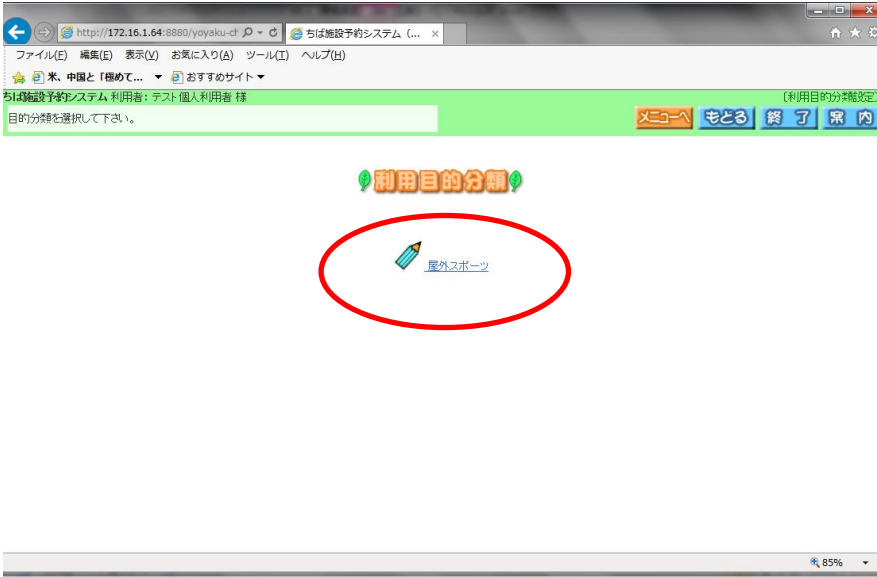 http://172.16.1.64:8880/yoyaku-ch
ちば施設予約システム (...
ファイル(F) 編集(E) 表示(V) お気に入り(A) ツール(T) ヘルプ(H)
米、中国と「極めて... おすすめサイト
ちば施設予約システム 利用者：テスト個人利用者 様 [利用目的分類設定]
目的分類を選択して下さい。
メニューへ もどる 終了 案内
利用目的分類
屋外スポーツ
85%